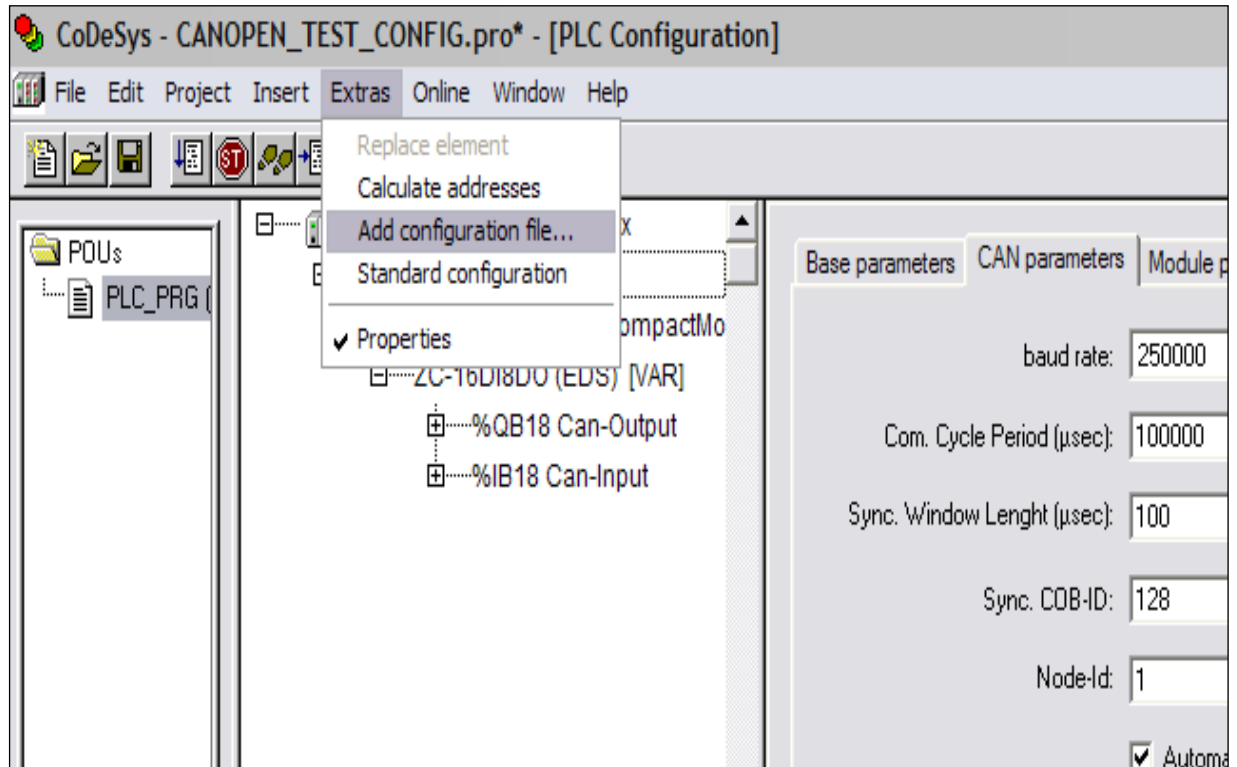 CoDeSys - CANOPEN_TEST_CONFIG.pro* - [PLC Configuration]
File Edit Project Insert Extras Online Window Help
ST
POUs
PLC_PRG (
Replace element
Calculate addresses
Add configuration file...
Standard configuration
Properties
x
ompactMo
ZC-16DI8DO (EDS) [VAR]
%QB18 Can-Output
%IB18 Can-Input
Base parameters CAN parameters Module p
baud rate: 250000
Com. Cycle Period (µsec): 100000
Sync. Window Lenght (µsec): 100
Sync. COB-ID: 128
Node-Id: 1
Automa